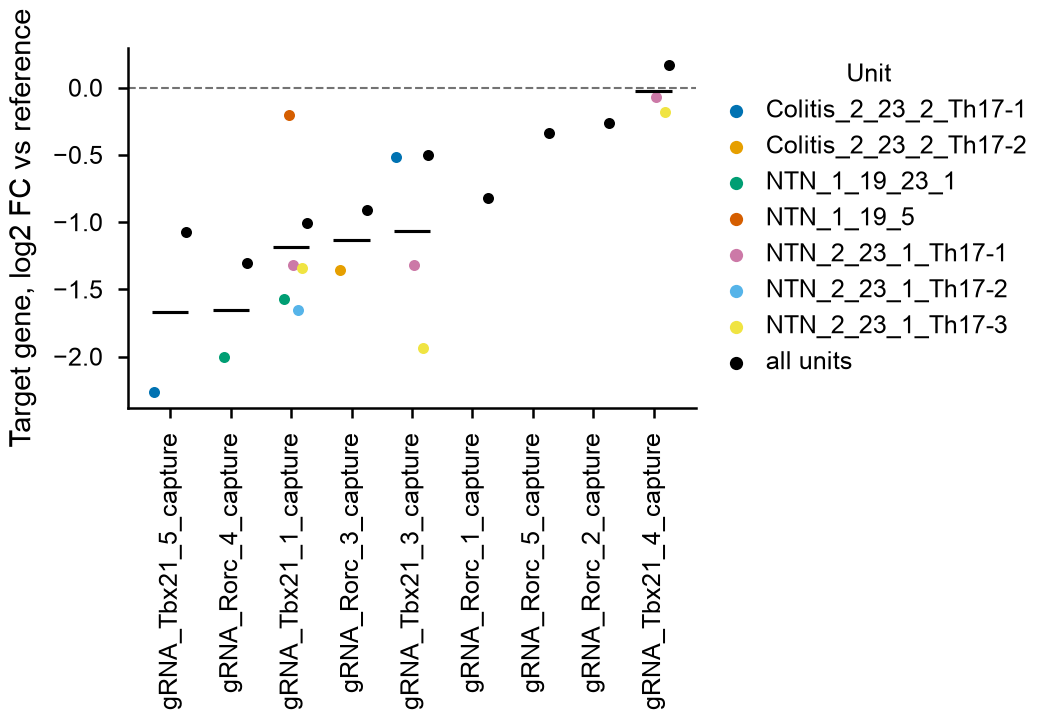 Target gene, log2 FC vs reference
0.0
−0.5
−1.0
−1.5
−2.0
gRNA_Tbx21_5_capture
gRNA_Rorc_4_capture
gRNA_Tbx21_1_capture
gRNA_Rorc_3_capture
gRNA_Tbx21_3_capture
gRNA_Rorc_1_capture
gRNA_Rorc_5_capture
gRNA_Rorc_2_capture
gRNA_Tbx21_4_capture
Unit
Colitis_2_23_2_Th17-1
Colitis_2_23_2_Th17-2
NTN_1_19_23_1
NTN_1_19_5
NTN_2_23_1_Th17-1
NTN_2_23_1_Th17-2
NTN_2_23_1_Th17-3
all units